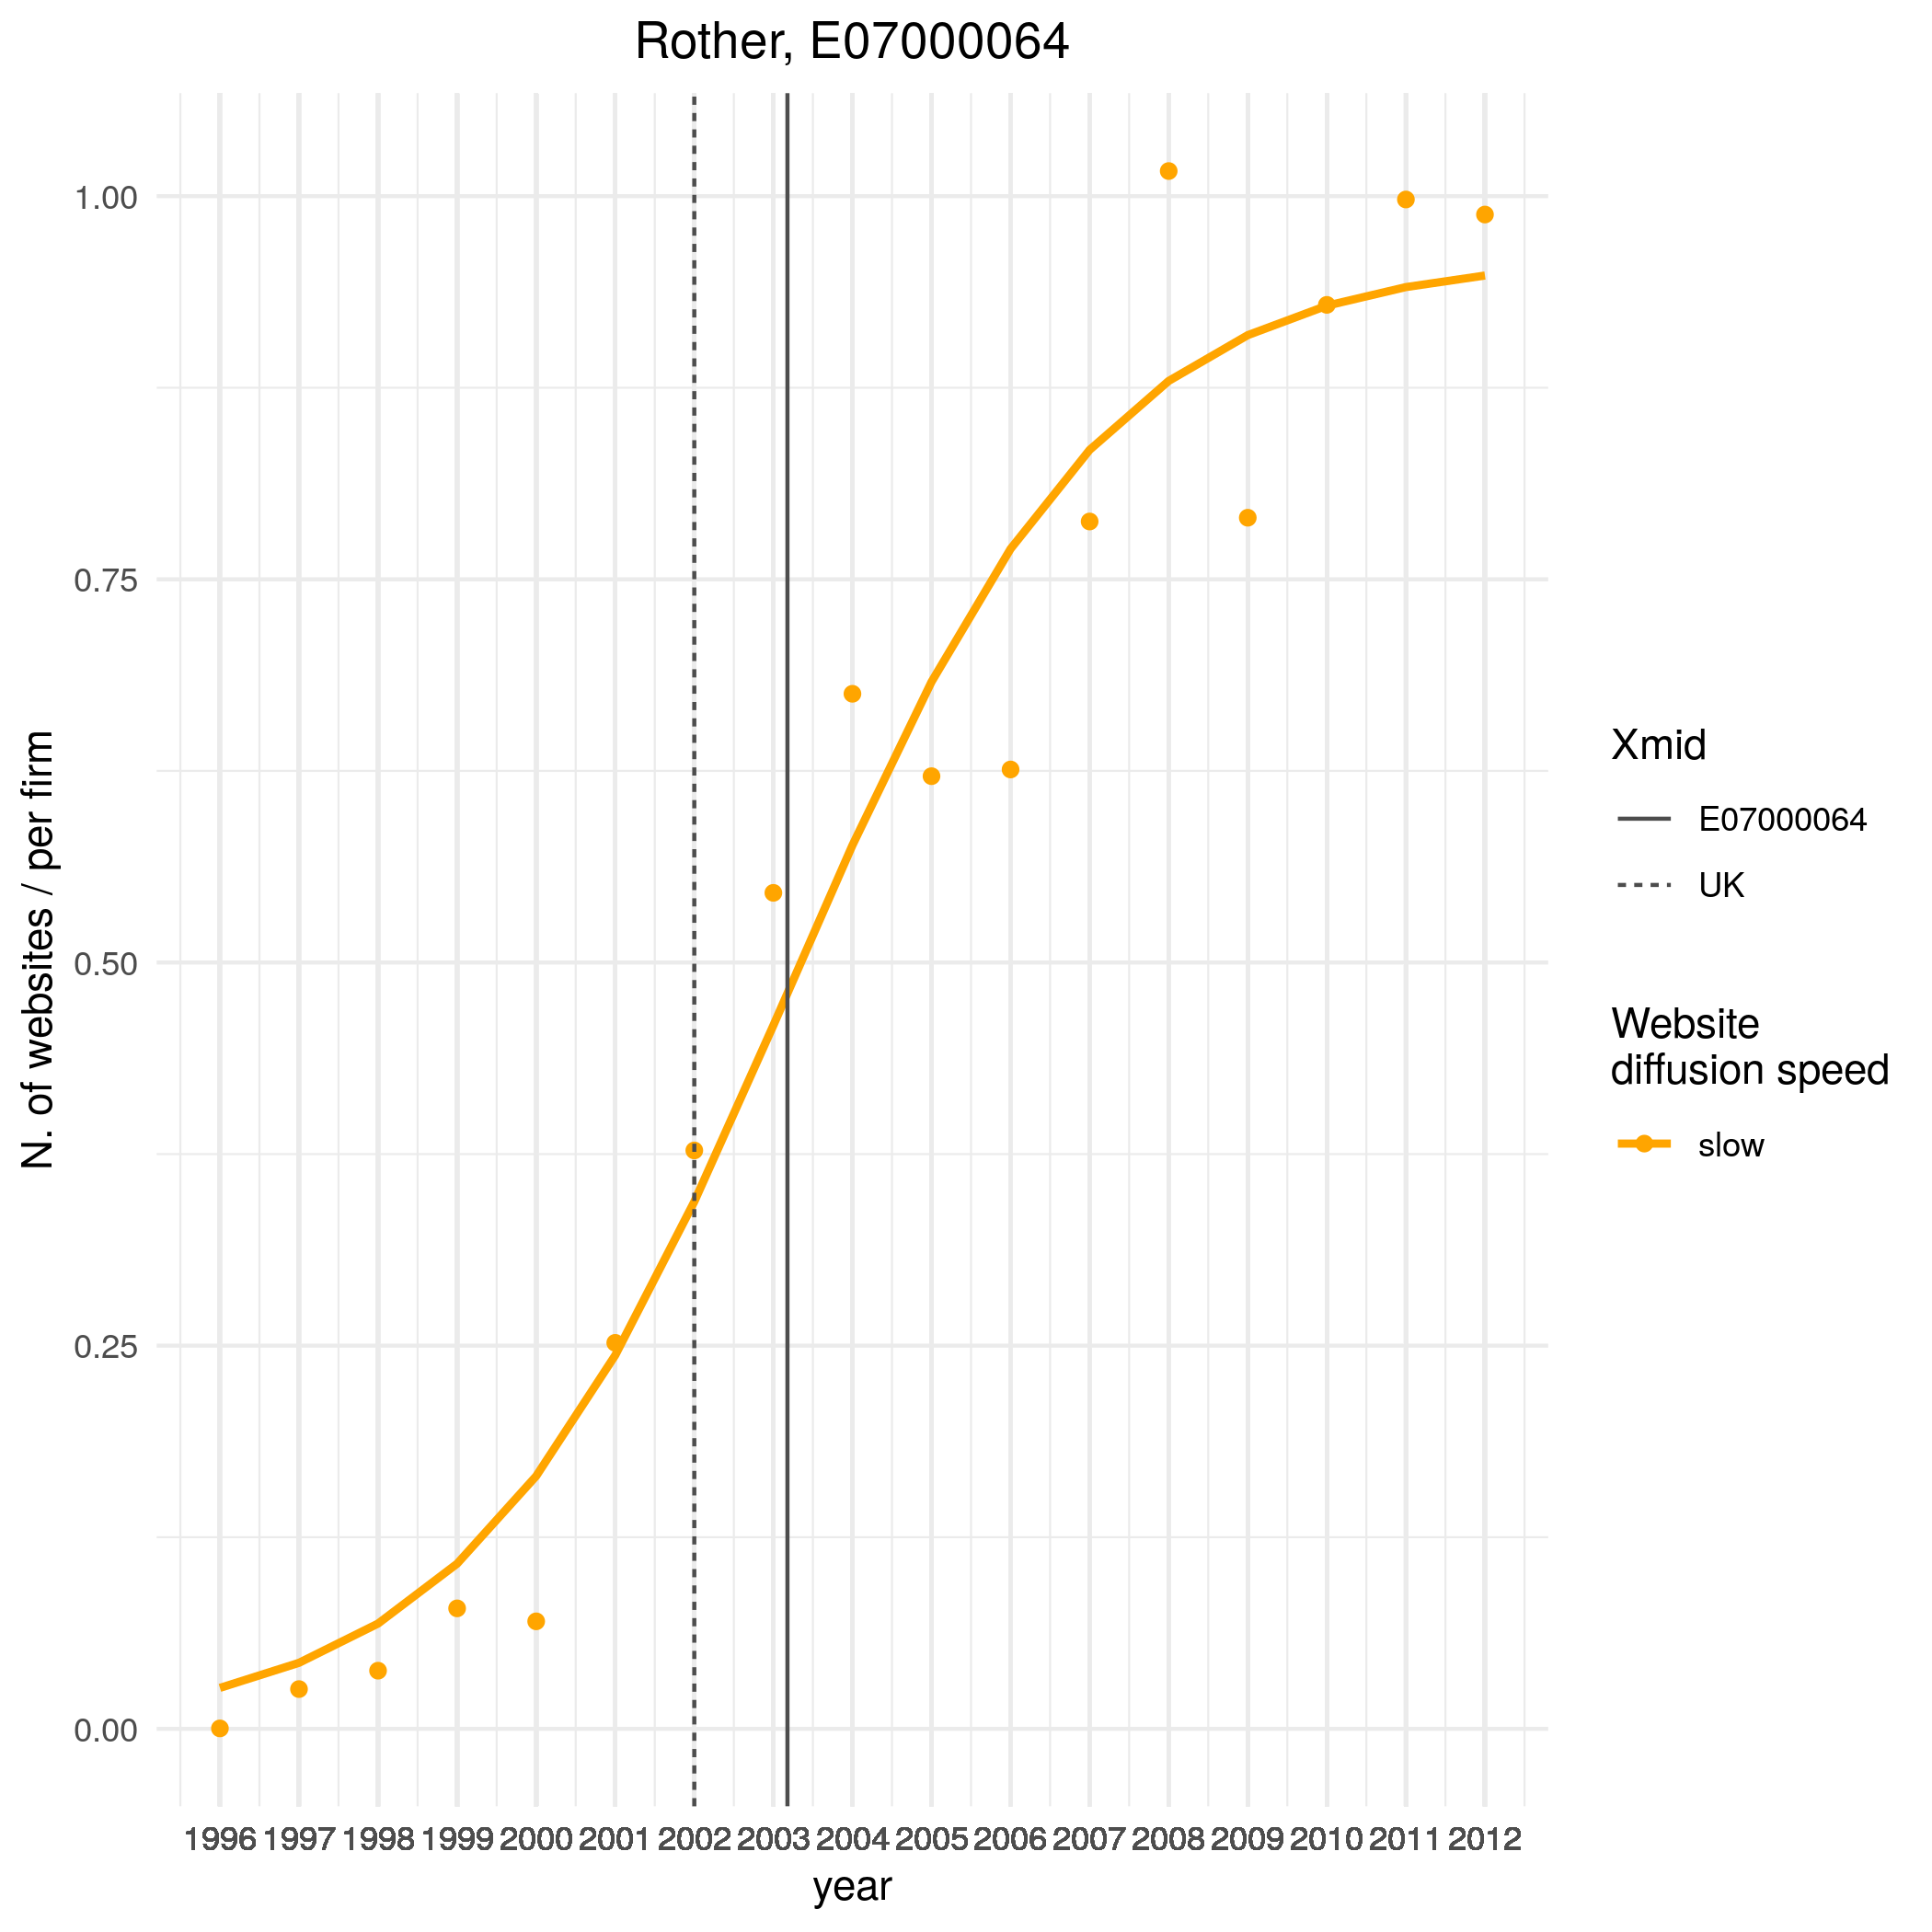 Rother, E07000064
N. of websites / per firm
1.00
0.75
0.50
0.25
0.00
1996 1997 1998 1999 2000 2001 2002 2003 2004 2005 2006 2007 2008 2009 2010 2011 2012
year
Xmid
E07000064
UK
Website
diffusion speed
slow